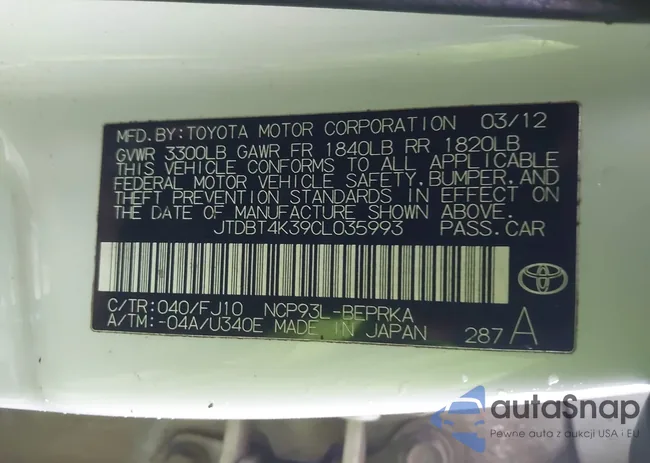 MFD.BY:TOYOTA MOTOR CORPORATION 03/12
GVWR 3300LB GAWR FR 1840LB RR 1820LB
THIS VEHICLE CONFORMS TO ALL APPLICABLE
FEDERAL MOTOR VEHICLE SAFETY, BUMPER, AND
THEFT PREVENTION STANDARDS IN EFFECT ON
THE DATE OF MANUFACTURE SHOWN ABOVE.
JTDBT4K39CL035993 PASS.CAR
C/TR:040/FJ10 NCP93L-BEPRKA
A/TM:-04A/U340E MADE IN JAPAN 287 A
autaSnap
Pewne auta z aukcji USA i EU